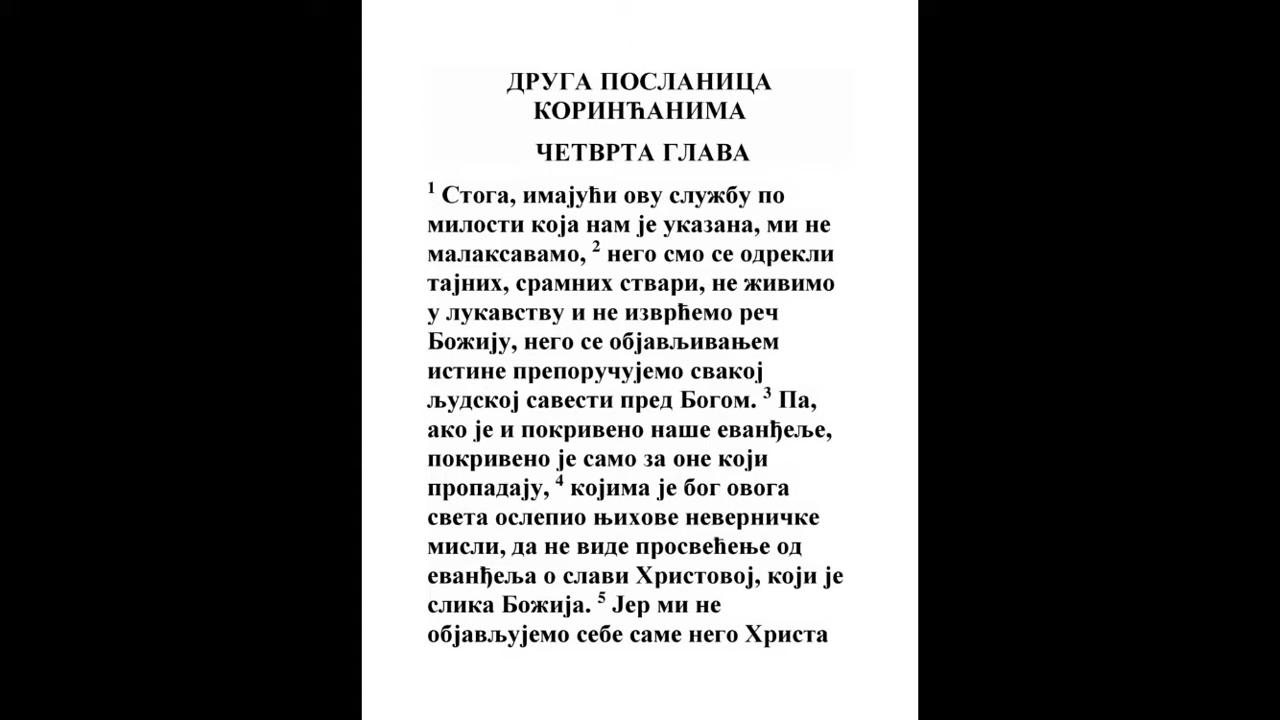 ДРУГА ПОСЛАНИЦА
КОРИНЋАНИМА
ЧЕТВРТА ГЛАВА
1 Стога, имајући ову службу по
милости која нам је указана, ми не
малаксавамо, 2 него смо се одрекли
тајних, срамних ствари, не живимо
у лукавству и не изврћемо реч
Божију, него се објављивањем
истине препоручујемо свакој
људској савести пред Богом. 3 Па,
ако је и покривено наше еванђеље,
покривено је само за оне који
пропадају, 4 којима је бог овога
света ослепио њихове неверничке
мисли, да не виде просвећење од
еванђеља о слави Христовој, који је
слика Божија. 5 Јер ми не
објављујемо себе саме него Христа